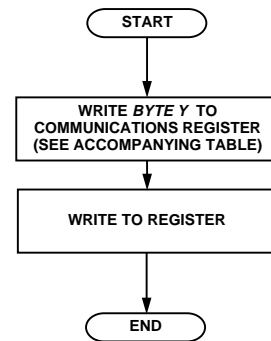 START
WRITE BYTE Y TO
COMMUNICATIONS REGISTER
(SEE ACCOMPANYING TABLE)
WRITE TO REGISTER
END